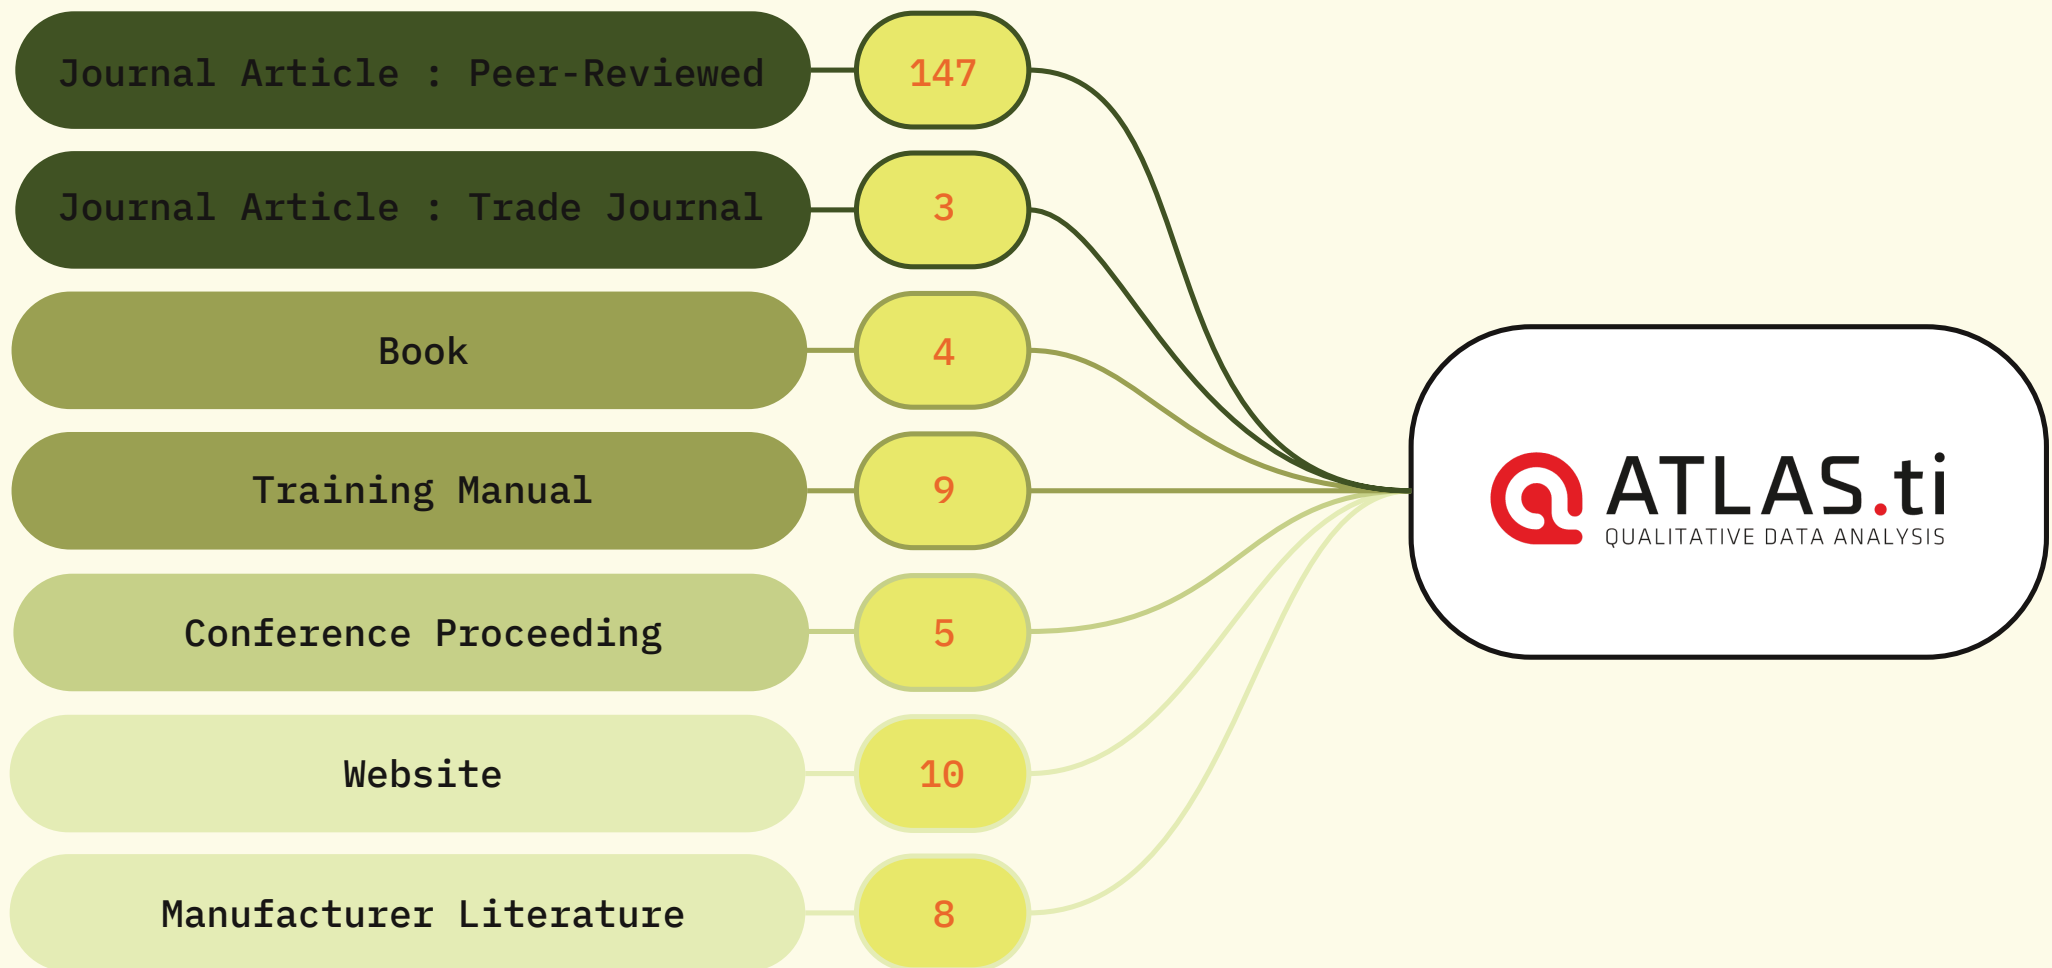 Journal Article : Peer-Reviewed
147
Journal Article : Trade Journal
3
Book
4
Training Manual
9
Conference Proceeding
5
Website
10
Manufacturer Literature
8
ATLAS.ti
QUALITATIVE DATA ANALYSIS